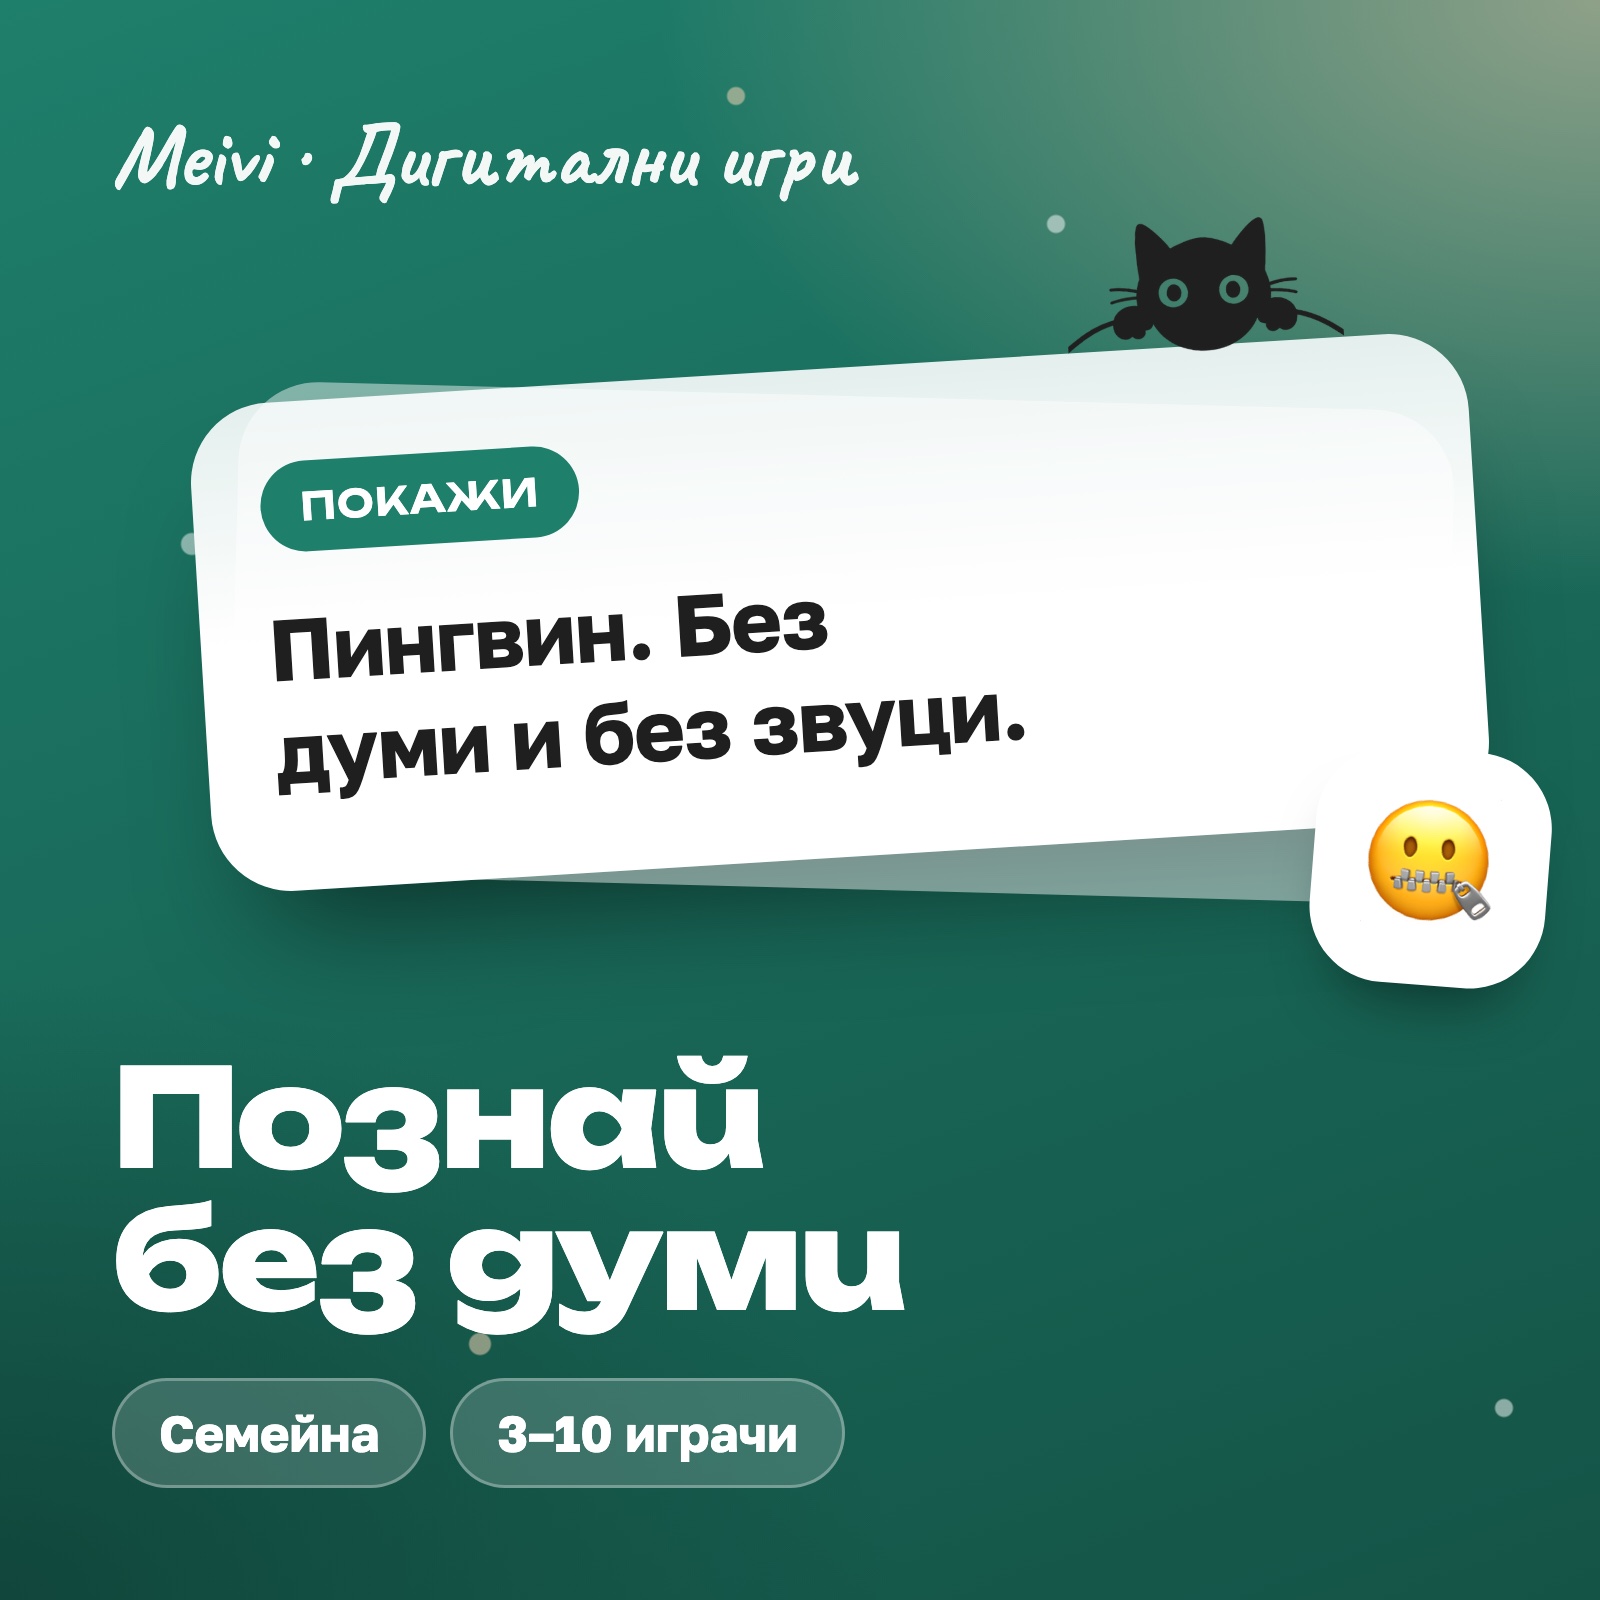 Meivi · Дигитални игри
ПОКАЖИ
Пингвин. Без
думи и без звуци.
Познай
без думи
Семейна
3–10 играчи